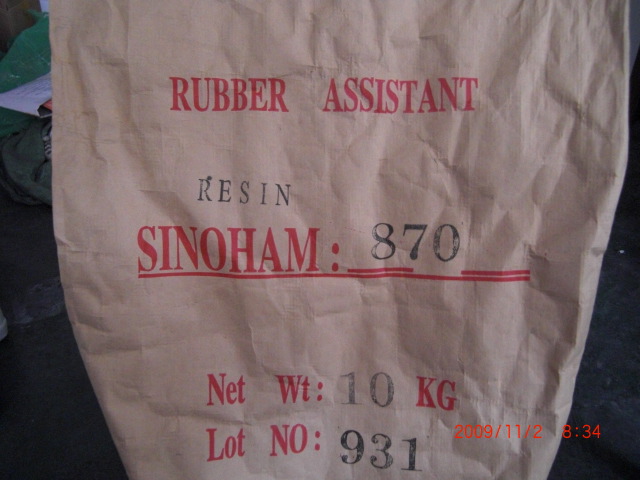 RUBBER ASSISTANT
RESIN
SINOHAM: 870
Net Wt: 10 KG
Lot NO: 931
2009/11/2 8:34